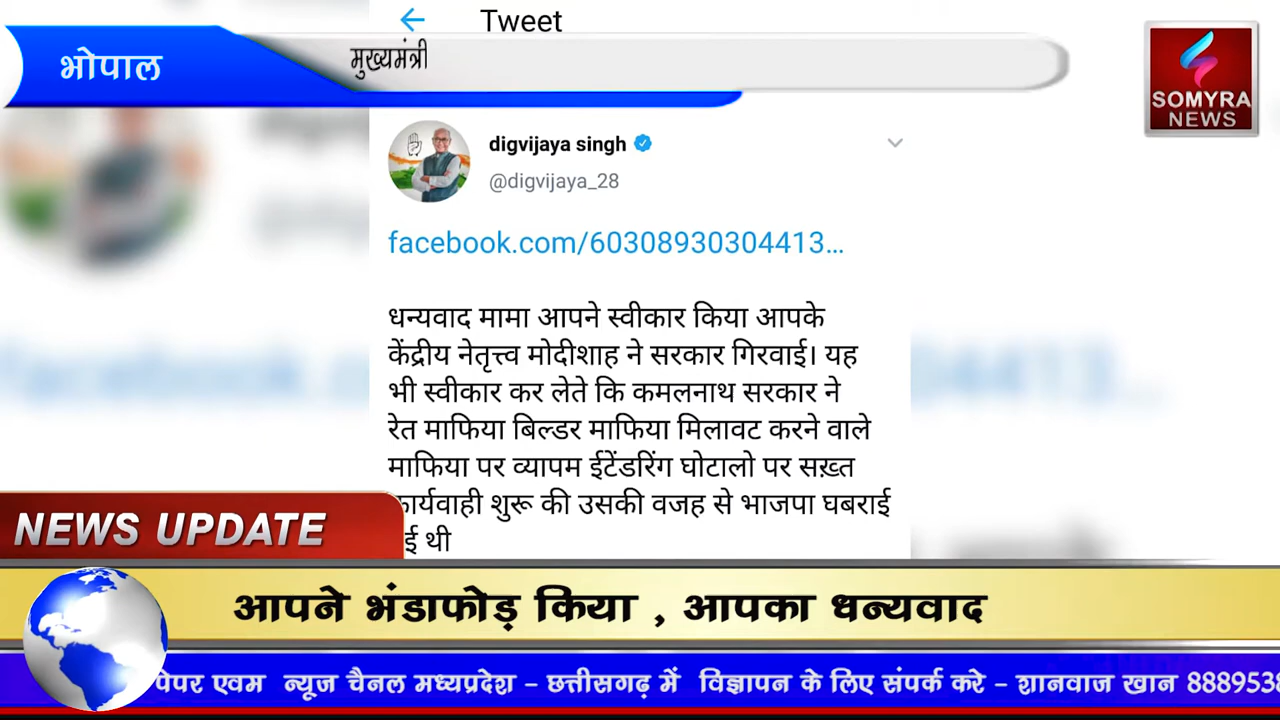 Tweet
भोपाल
मुख्यमंत्री
SOMYRA
NEWS
digvijaya singh
@digvijaya_28
facebook.com/60308930304413...
धन्यवाद मामा आपने स्वीकार किया आपके
केंद्रीय नेतृत्त्व मोदीशाह ने सरकार गिरवाई। यह
भी स्वीकार कर लेते कि कमलनाथ सरकार ने
रेत माफिया बिल्डर माफिया मिलावट करने वाले
माफिया पर व्यापम ईटेंडरिंग घोटालो पर सख़्त
कार्यवाही शुरू की उसकी वजह से भाजपा घबराई
ई थी
NEWS UPDATE
आपने भंडाफोड़ किया , आपका धन्यवाद
पेपर एवम न्यूज चैनल मध्यप्रदेश - छत्तीसगढ़ में विज्ञापन के लिए संपर्क करे - शानवाज खान 889538